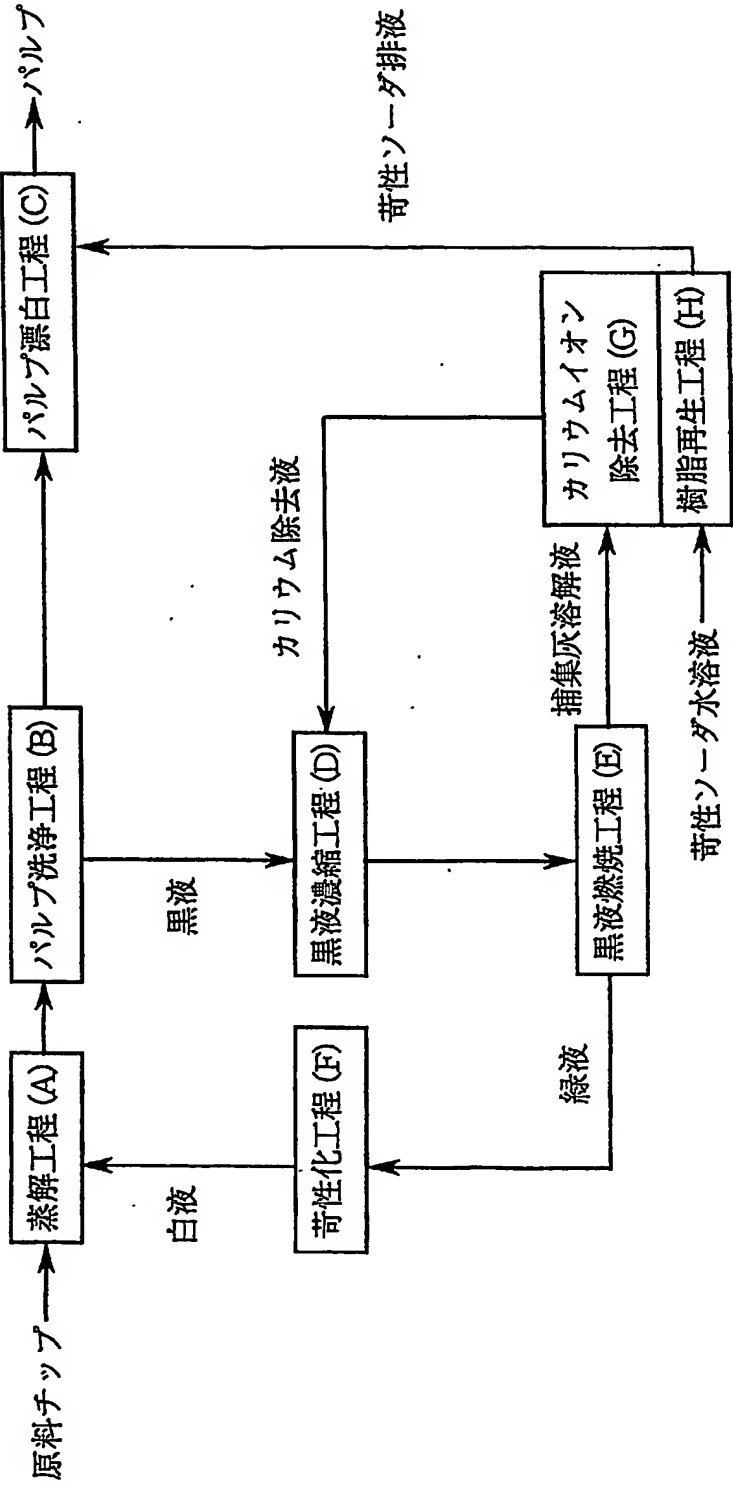 原料チップ
蒸解工程(A)
パルプ洗浄工程(B)
パルプ漂白工程(C)
パルプ
白液
黒液
カリウム除去液
苛性ソーダ排液
苛性化工程(F)
黒液濃縮工程(D)
カリウムイオン
除去工程(G)
樹脂再生工程(H)
緑液
黒液燃焼工程(E)
捕集灰溶解液
苛性ソーダ水溶液